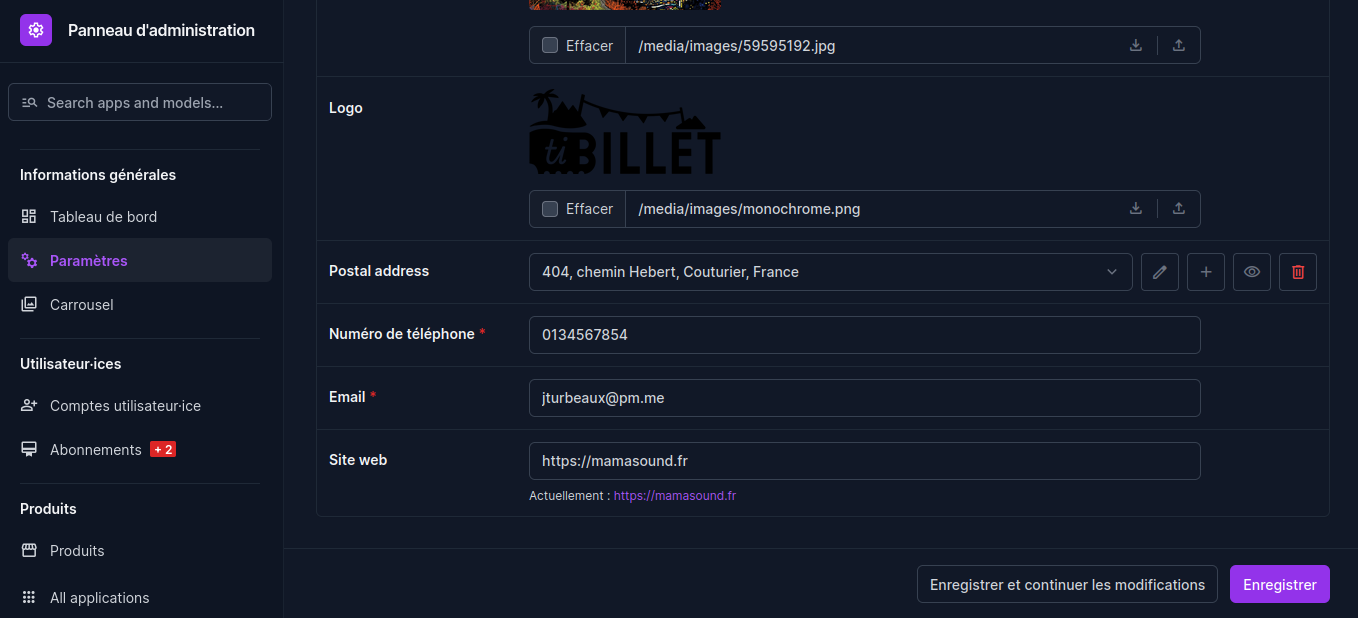 Panneau d'administration
Search apps and models...
Informations générales
Tableau de bord
Paramètres
Carrousel
Utilisateur·ices
Comptes utilisateur·ice
Abonnements + 2
Produits
Produits
All applications
Effacer /media/images/59595192.jpg
Logo
ti BILLET
Effacer /media/images/monochrome.png
Postal address 404, chemin Hebert, Couturier, France
Numéro de téléphone * 0134567854
Email * jturbeaux@pm.me
Site web https://mamasound.fr
Actuellement : https://mamasound.fr
Enregistrer et continuer les modifications Enregistrer